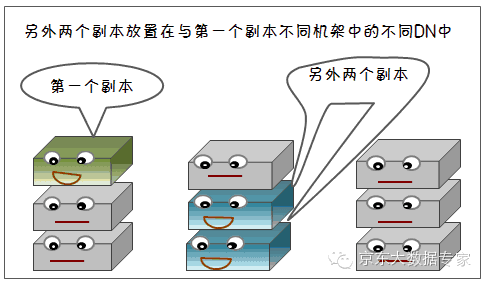 另外两个副本放置在与第一个副本不同机架中的不同DN中
第一个副本
另外两个副本
京东大数据专家